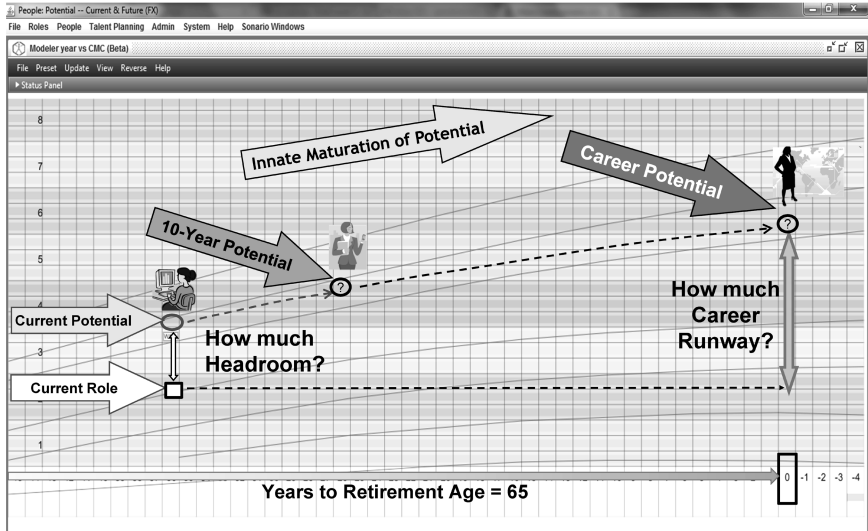 People: Potential -- Current & Future (FX)
File Roles People Talent Planning Admin System Help Sonario Windows
Modeler year vs CMC (Beta)
File Preset Update View Reverse Help
Status Panel
8
7
6
5
4
3
1
Innate Maturation of Potential
Career Potential
10-Year Potential
?
?
Current Potential
How much
Headroom?
How much
Career
Runway?
Current Role
0 -1 -2 -3 -4
Years to Retirement Age = 65